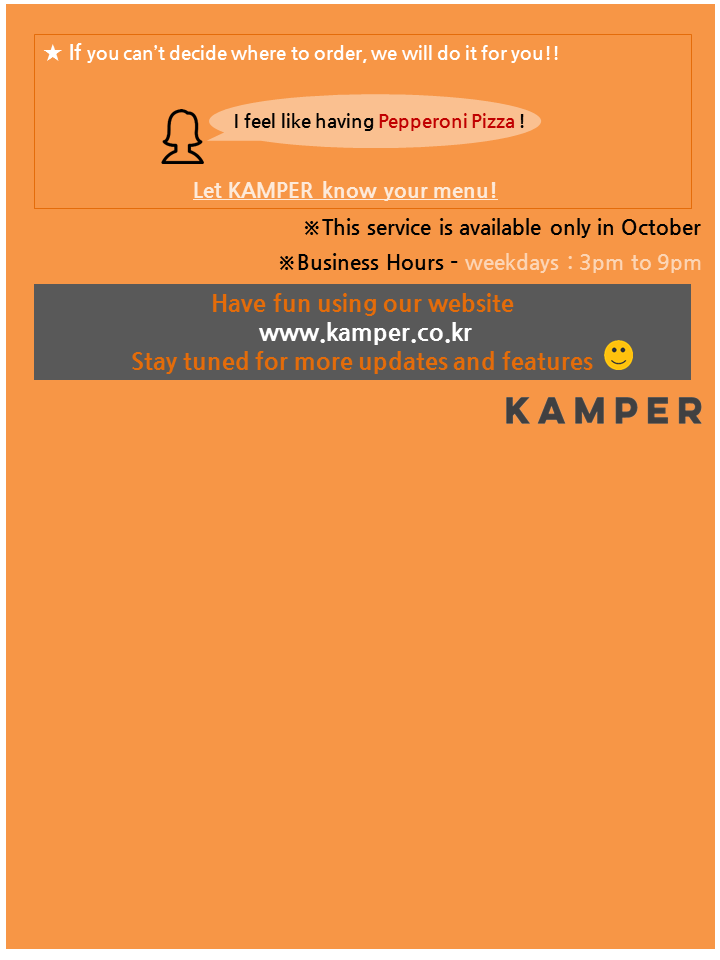 ★ If you can't decide where to order, we will do it for you!!
I feel like having Pepperoni Pizza !
Let KAMPER know your menu!
※This service is available only in October
※Business Hours - weekdays : 3pm to 9pm
Have fun using our website
www.kamper.co.kr
Stay tuned for more updates and features
KAMPER